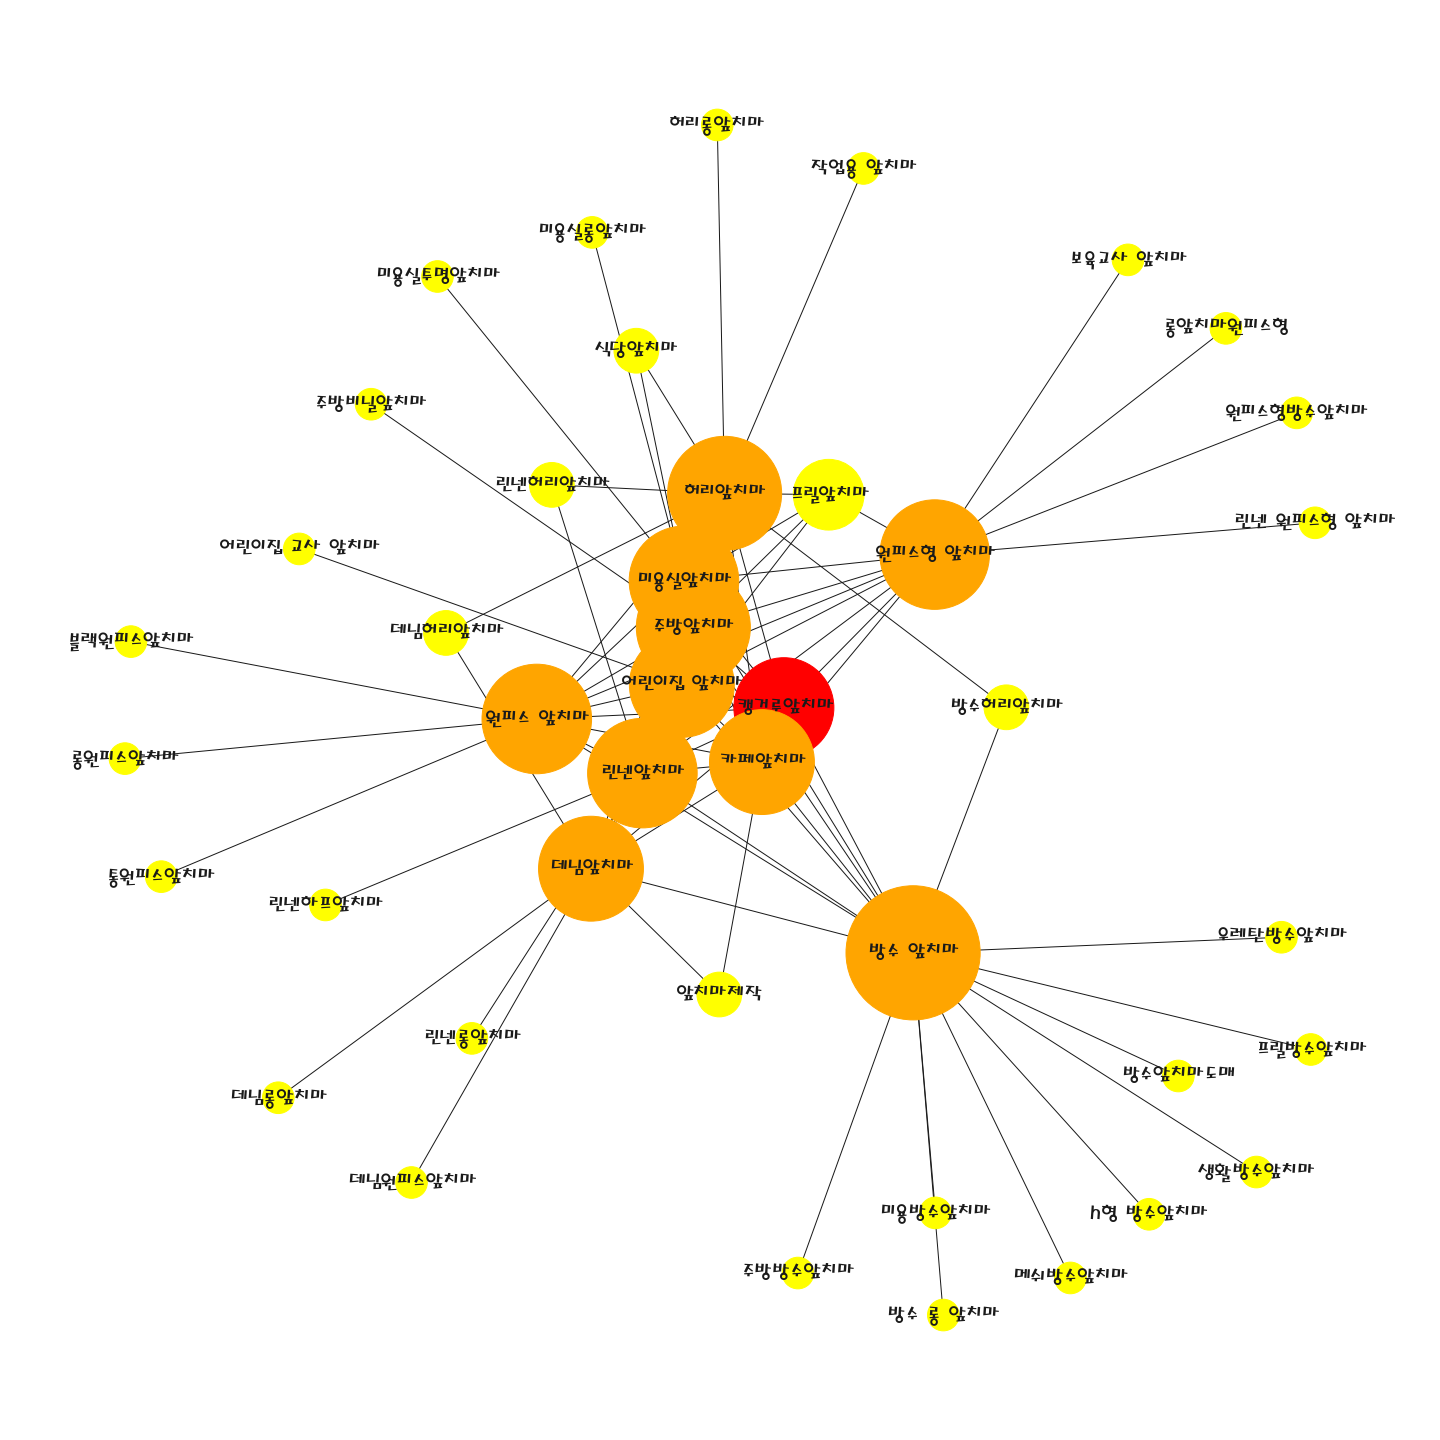 허리롱앞치마
작업용 앞치마
미용실롱앞치마
보육교사 앞치마
미용실투명앞치마
롱앞치마원피스형
식당앞치마
주방비닐앞치마
원피스형방수앞치마
린넨허리앞치마
허리앞치마
프릴앞치마
린넨 원피스형 앞치마
어린이집 교사 앞치마
원피스형 앞치마
미용실앞치마
주방앞치마
데님허리앞치마
블랙원피스앞치마
어린이집 앞치마
캥거루앞치마
방수허리앞치마
원피스 앞치마
롱원피스앞치마
카페앞치마
린넨앞치마
데님앞치마
통원피스앞치마
린넨하프앞치마
우레탄방수앞치마
방수 앞치마
앞치마제작
린넨롱앞치마
프릴방수앞치마
방수앞치마도매
데님롱앞치마
생활방수앞치마
데님원피스앞치마
미용방수앞치마
h형 방수앞치마
주방방수앞치마
메쉬방수앞치마
방수 롱 앞치마